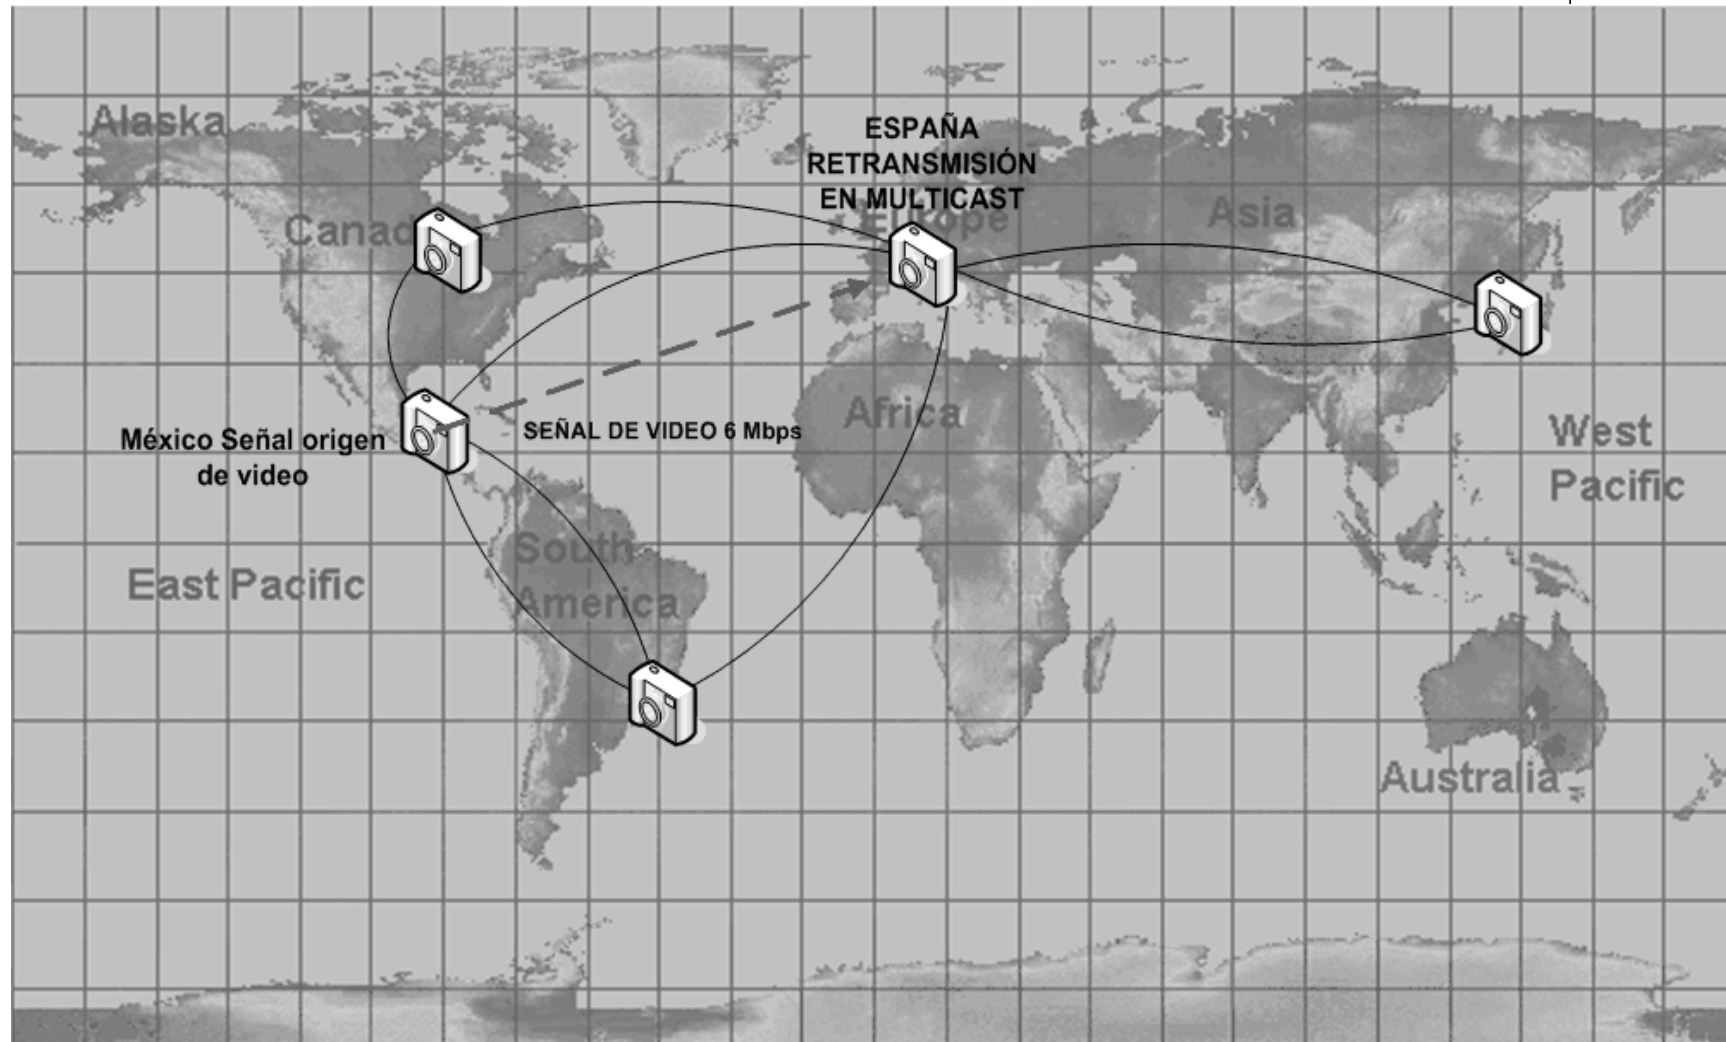 Alaska
ESPAÑA
RETRANSMISIÓN
EN MULTICAST
Europe
Asia
Canad
Africa
SEÑAL DE VIDEO 6 Mbps
México Señal origen
de video
West
Pacific
South
America
East Pacific
Australia